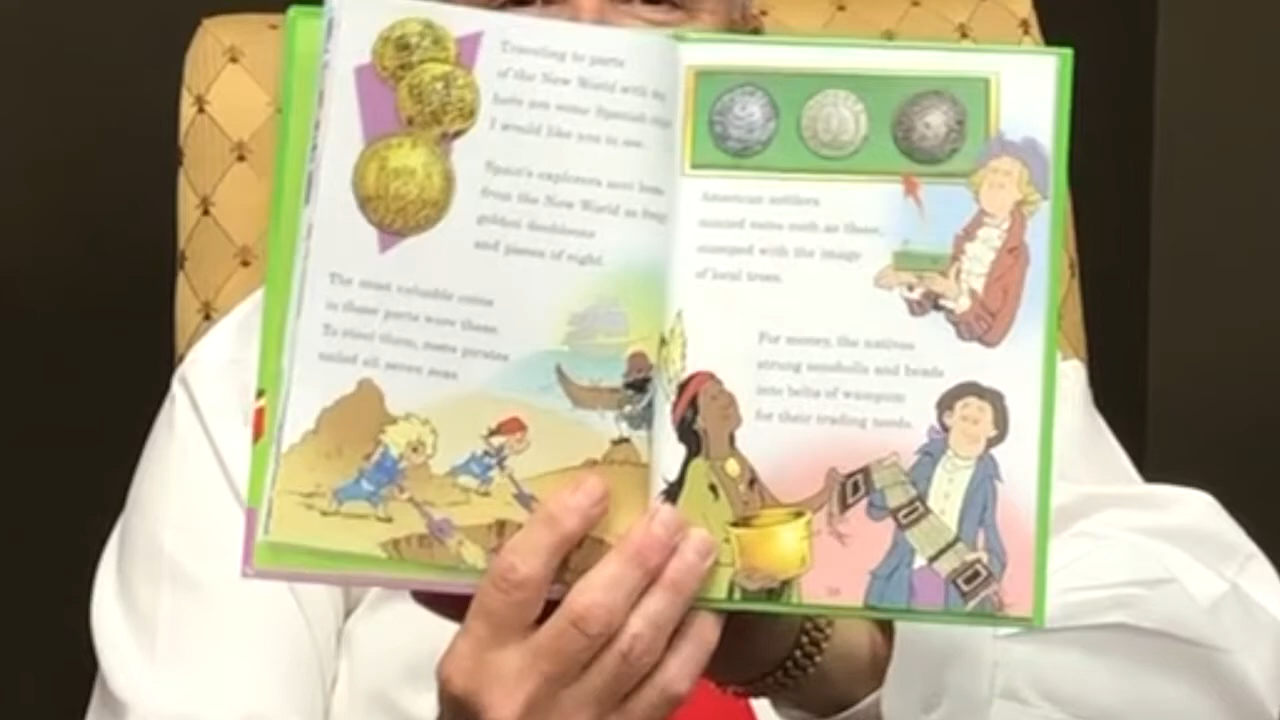 Traveling to parts
of the New World with me,
here are some Spanish
I would like you to see.
Spain's explorers sent
from the New World as
golden doubloons
and pieces of eight.
The most valuable coins
in these parts were these.
To steal them, some pirates
sailed all seven seas.
American settlers
minted coins such as these,
stamped with the image
of local trees.
For money, the natives
strung seashells and beads
into belts of wampum
for their trading needs.